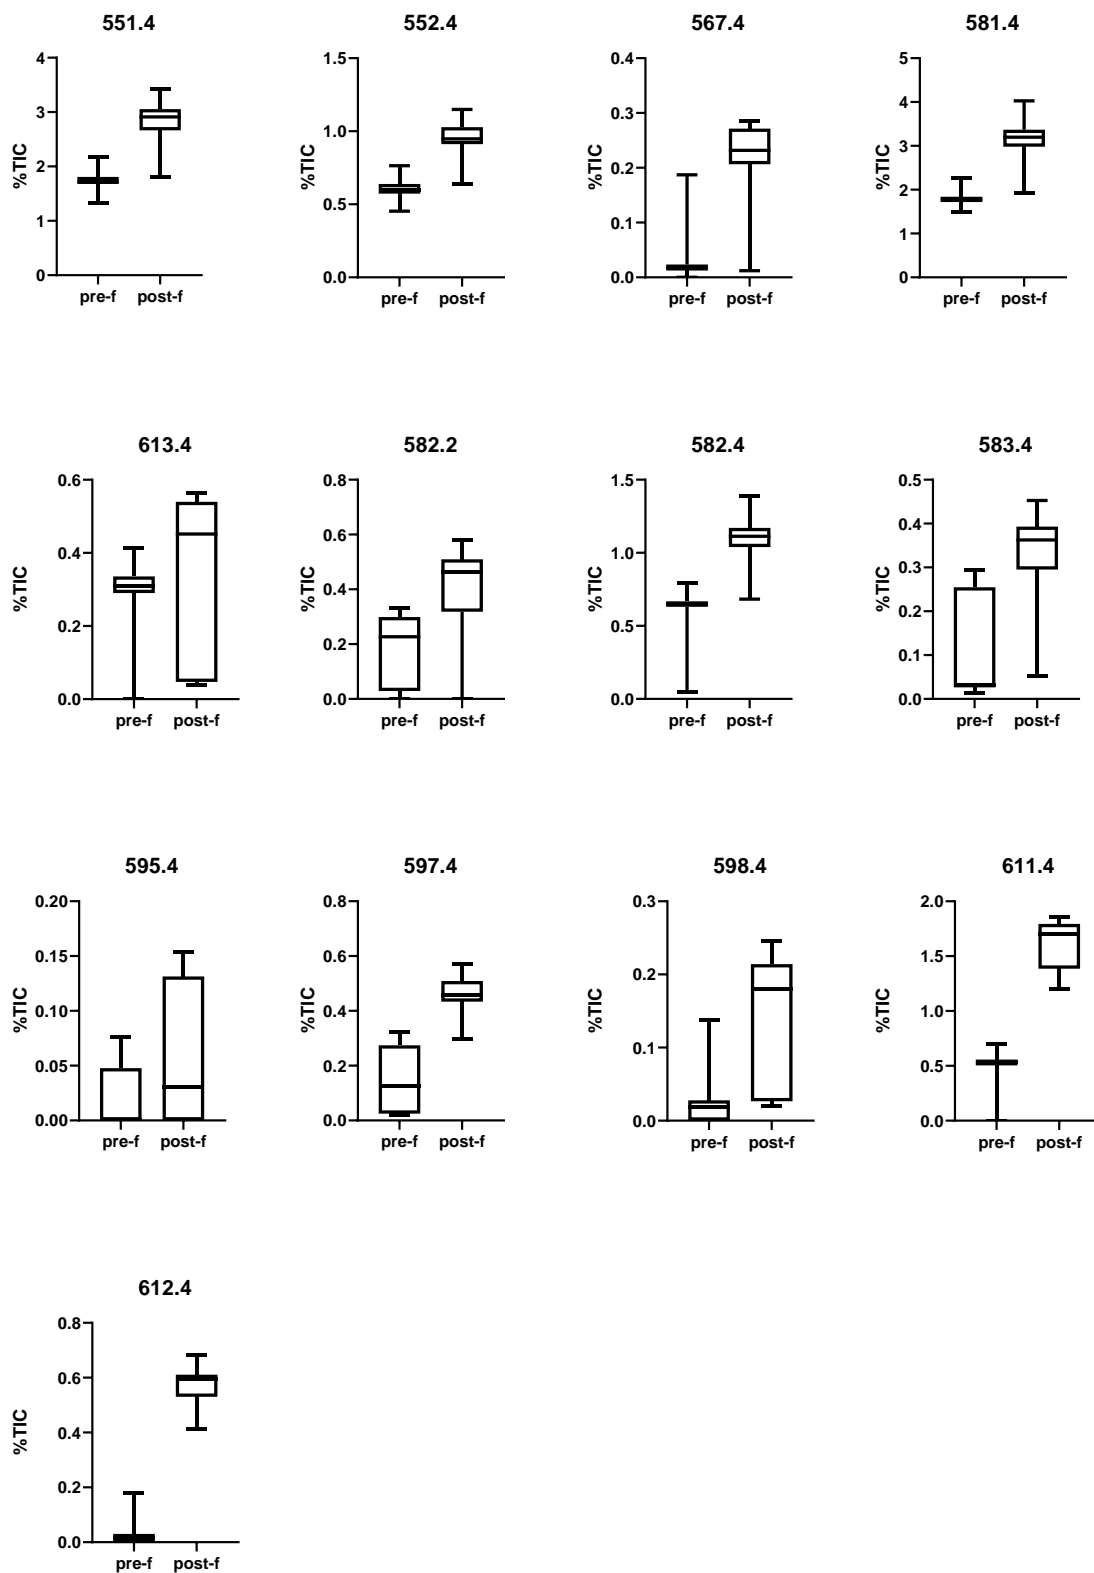 551.4
4
3
2
1
0
%TIC
pre-f post-f
552.4
1.5
1.0
0.5
0.0
%TIC
pre-f post-f
567.4
0.4
0.3
0.2
0.1
0.0
%TIC
pre-f post-f
581.4
5
4
3
2
1
0
%TIC
pre-f post-f
613.4
0.6
0.4
0.2
0.0
%TIC
pre-f post-f
582.2
0.8
0.6
0.4
0.2
0.0
%TIC
pre-f post-f
582.4
1.5
1.0
0.5
0.0
%TIC
pre-f post-f
583.4
0.5
0.4
0.3
0.2
0.1
0.0
%TIC
pre-f post-f
595.4
0.20
0.15
0.10
0.05
0.00
%TIC
pre-f post-f
597.4
0.8
0.6
0.4
0.2
0.0
%TIC
pre-f post-f
598.4
0.3
0.2
0.1
0.0
%TIC
pre-f post-f
611.4
2.0
1.5
1.0
0.5
0.0
%TIC
pre-f post-f
612.4
0.8
0.6
0.4
0.2
0.0
%TIC
pre-f post-f